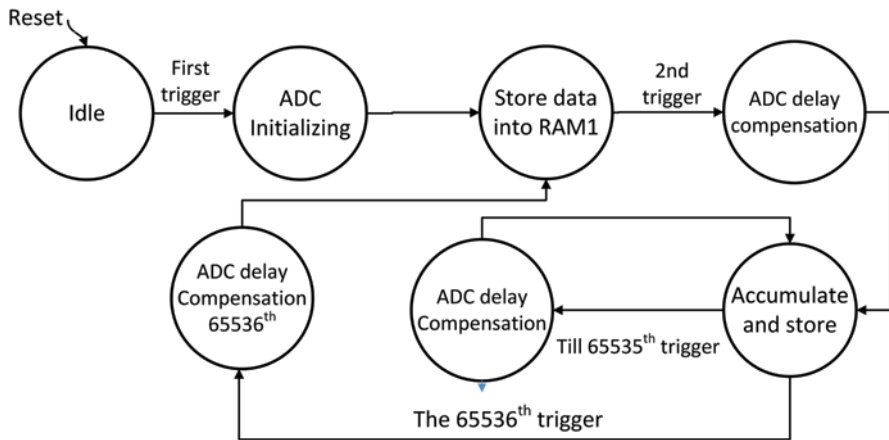 Reset
Idle
First
trigger
ADC
Initializing
Store data
into RAM1
2nd
trigger
ADC delay
compensation
ADC delay
Compensation
65536th
ADC delay
Compensation
Accumulate
and store
Till 65535th trigger
The 65536th trigger